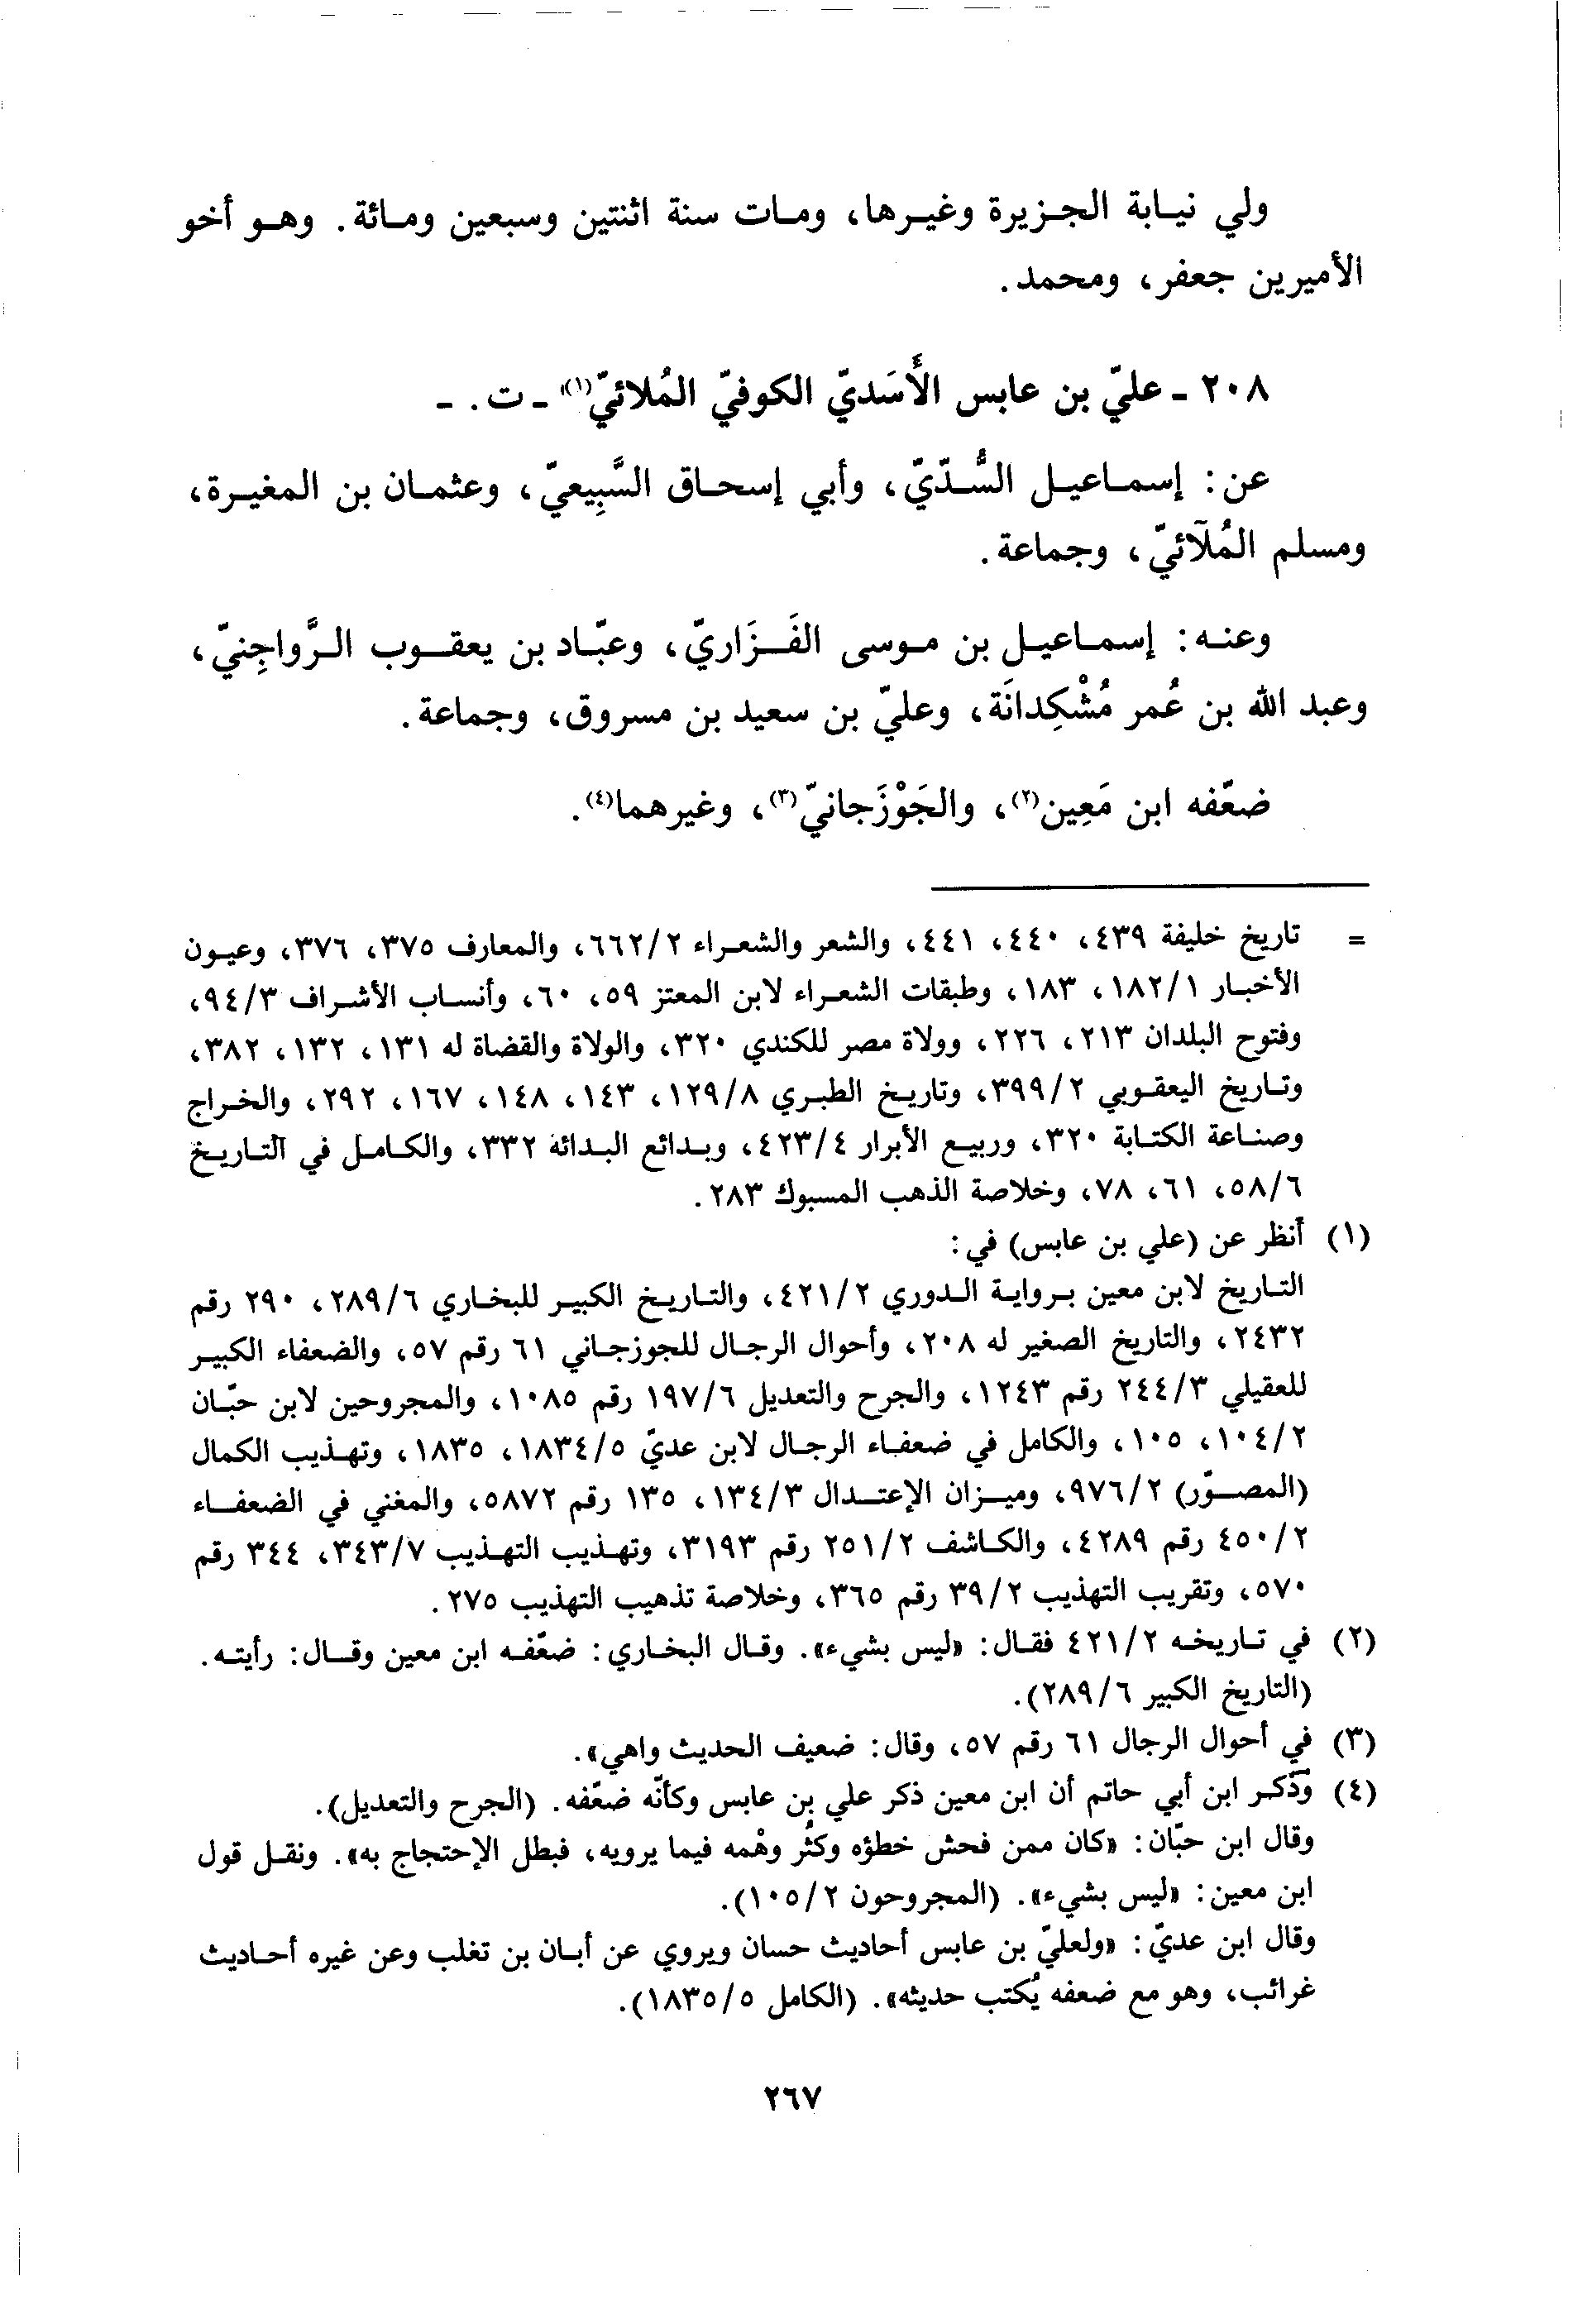 ولي نيابة الجزيرة وغيرها، ومات سنة اثنتين وسبعين ومائة. وهو أخو
الأميرين جعفر، ومحمد.
٢٠٨ - عليّ بن عابس الأَسَديّ الكوفيّ المُلائيّ(١) - ت. -
عن: إسماعيل السُّدّيّ، وأبي إسحاق السَّبِيعيّ، وعثمان بن المغيرة،
ومسلم المُلَآئيّ، وجماعة.
وعنه: إسماعيل بن موسى الفَزَاريّ، وعبّاد بن يعقوب الرَّواجِنيّ،
وعبد الله بن عُمر مُشْكِدانَة، وعليّ بن سعيد بن مسروق، وجماعة.
ضعّفه ابن مَعِين(٢)، والجَوْزَجانيّ(٣)، وغيرهما(٤).
= تاريخ خليفة ٤٣٩، ٤٤٠، ٤٤١، والشعر والشعراء ٦٦٢/٢، والمعارف ٣٧٥، ٣٧٦، وعيون
الأخبار ١٨٢/١، ١٨٣، وطبقات الشعراء لابن المعتز ٥٩، ٦٠، وأنساب الأشراف ٩٤/٣،
وفتوح البلدان ٢١٣، ٢٢٦، وولاة مصر للكندي ٣٢٠، والولاة والقضاة له ١٣١، ١٣٢، ٣٨٢،
وتاريخ اليعقوبي ٣٩٩/٢، وتاريخ الطبري ١٢٩/٨، ١٤٣، ١٤٨، ١٦٧، ٢٩٢، والخراج
وصناعة الكتابة ٣٢٠، وربيع الأبرار ٤٢٣/٤، وبدائع البدائة ٣٣٢، والكامل في التاريخ
٥٨/٦، ٦١، ٧٨، وخلاصة الذهب المسبوك ٢٨٣.
(١) أنظر عن (علي بن عابس) في:
التاريخ لابن معين برواية الدوري ٤٢١/٢، والتاريخ الكبير للبخاري ٢٨٩/٦، ٢٩٠ رقم
٢٤٣٢، والتاريخ الصغير له ٢٠٨، وأحوال الرجال للجوزجاني ٦١ رقم ٥٧، والضعفاء الكبير
للعقيلي ٢٤٤/٣ رقم ١٢٤٣، والجرح والتعديل ١٩٧/٦ رقم ١٠٨٥، والمجروحين لابن حبّان
١٠٤/٢، ١٠٥، والكامل في ضعفاء الرجال لابن عديّ ١٨٣٤/٥، ١٨٣٥، وتهذيب الكمال
(المصوّر) ٩٧٦/٢، وميزان الإعتدال ١٣٤/٣، ١٣٥ رقم ٥٨٧٢، والمغني في الضعفاء
٤٥٠/٢ رقم ٤٢٨٩، والكاشف ٢٥١/٢ رقم ٣١٩٣، وتهذيب التهذيب ٣٤٣/٧، ٣٤٤ رقم
٥٧٠، وتقريب التهذيب ٣٩/٢ رقم ٣٦٥، وخلاصة تذهيب التهذيب ٢٧٥.
(٢) في تاريخه ٤٢١/٢ فقال: «ليس بشيء». وقال البخاري: ضعّفه ابن معين وقال: رأيته.
(التاريخ الكبير ٢٨٩/٦).
(٣) في أحوال الرجال ٦١ رقم ٥٧، وقال: ضعيف الحديث واهي».
(٤) وذكر ابن أبي حاتم أن ابن معين ذكر علي بن عابس وكأنّه ضعّفه. (الجرح والتعديل).
وقال ابن حبّان: «كان ممن فحش خطؤه وكثُر وهْمه فيما يرويه، فبطل الإحتجاج به». ونقل قول
ابن معين: «ليس بشيء». (المجروحون ١٠٥/٢).
وقال ابن عديّ: «ولعليّ بن عابس أحاديث حسان ويروي عن أبان بن تغلب وعن غيره أحاديث
غرائب، وهو مع ضعفه يُكتب حديثه». (الكامل ١٨٣٥/٥).
٢٦٧